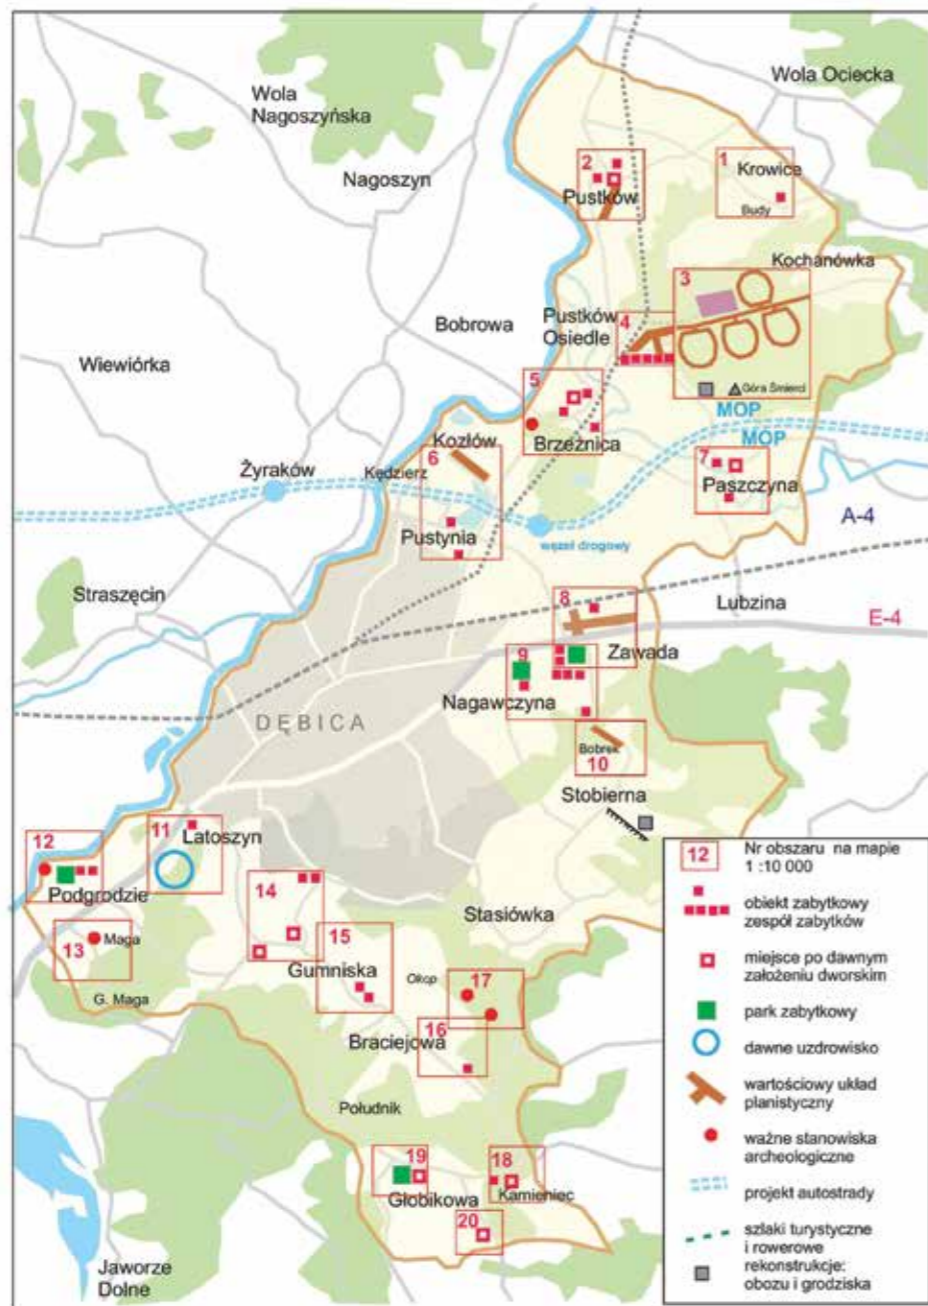 Wola Ociecka
Wola
Nagoszyńska
2
1
Krowice
Nagoszyn
Pustków
Budy
Kochanówka
3
Pustków
Osiedle
Bobrowa
4
Wiewiórka
Góra Śmierci
5
MOP
MOP
Brzeźnica
Kozłów
6
Żyraków
Kędzierz
7
Paszczyna
A-4
Pustynia
węzeł drogowy
Straszęcin
8
Lubzina
E-4
Zawada
9
Nagawczyna
DĘBICA
Bobrek
10
Stobierna
11
Latoszyn
12
Podgrodzie
14
Stasiówka
13
Maga
15
Gumniska
Okop
17
G. Maga
16
Braciejowa
Południk
19
18
Głobikowa
Kamieniec
20
Jaworze
Dolne
12
Nr obszaru na mapie
1 :10 000
obiekt zabytkowy
zespół zabytków
miejsce po dawnym
założeniu dworskim
park zabytkowy
dawne uzdrowisko
wartościowy układ
planistyczny
ważne stanowiska
archeologiczne
projekt autostrady
szlaki turystyczne
i rowerowe
rekonstrukcje:
obozu i grodziska